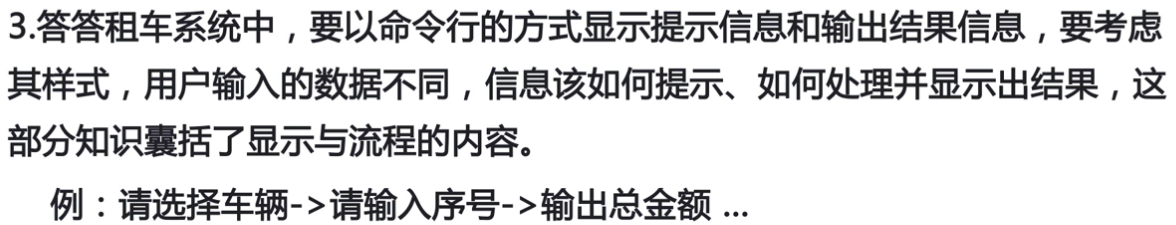 3.答答租车系统中，要以命令行的方式显示提示信息和输出结果信息，要考虑
其样式，用户输入的数据不同，信息该如何提示、如何处理并显示出结果，这
部分知识囊括了显示与流程的内容。
例：请选择车辆->请输入序号->输出总金额 ...